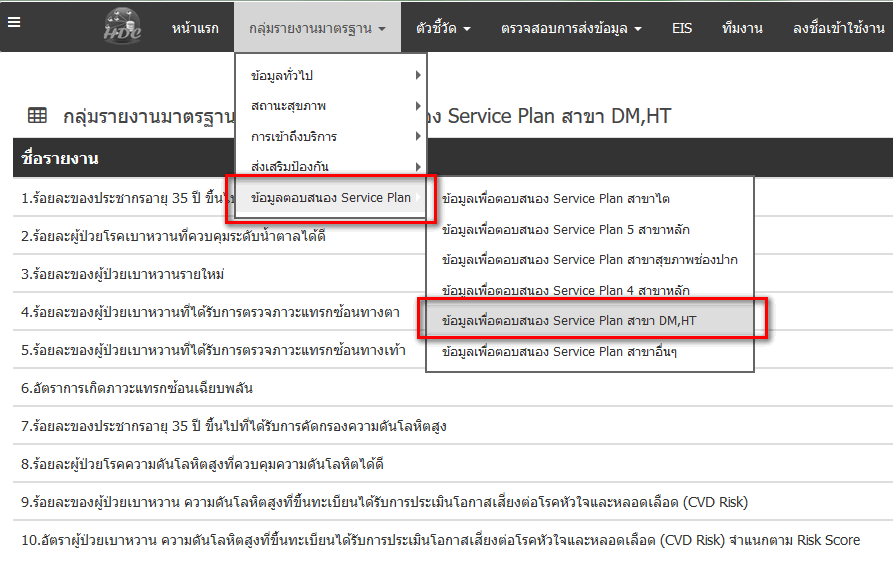 HDC
หน้าแรก
กลุ่มรายงานมาตรฐาน
ตัวชี้วัด
ตรวจสอบการส่งข้อมูล
EIS
ทีมงาน
ลงชื่อเข้าใช้งาน
ข้อมูลทั่วไป
สถานะสุขภาพ
การเข้าถึงบริการ
ส่งเสริมป้องกัน
ข้อมูลตอบสนอง Service Plan
ข้อมูลเพื่อตอบสนอง Service Plan สาขาไต
ข้อมูลเพื่อตอบสนอง Service Plan 5 สาขาหลัก
ข้อมูลเพื่อตอบสนอง Service Plan สาขาสุขภาพช่องปาก
ข้อมูลเพื่อตอบสนอง Service Plan 4 สาขาหลัก
ข้อมูลเพื่อตอบสนอง Service Plan สาขา DM,HT
ข้อมูลเพื่อตอบสนอง Service Plan สาขาอื่นๆ
กลุ่มรายงานมาตรฐาน นอง Service Plan สาขา DM,HT
ชื่อรายงาน
1.ร้อยละของประชากรอายุ 35 ปี ขึ้นไป
2.ร้อยละผู้ป่วยโรคเบาหวานที่ควบคุมระดับน้ำตาลได้ดี
3.ร้อยละของผู้ป่วยเบาหวานรายใหม่
4.ร้อยละของผู้ป่วยเบาหวานที่ได้รับการตรวจภาวะแทรกซ้อนทางตา
5.ร้อยละของผู้ป่วยเบาหวานที่ได้รับการตรวจภาวะแทรกซ้อนทางเท้า
6.อัตราการเกิดภาวะแทรกซ้อนเฉียบพลัน
7.ร้อยละของประชากรอายุ 35 ปี ขึ้นไปที่ได้รับการคัดกรองความดันโลหิตสูง
8.ร้อยละผู้ป่วยโรคความดันโลหิตสูงที่ควบคุมความดันโลหิตได้ดี
9.ร้อยละของผู้ป่วยเบาหวาน ความดันโลหิตสูงที่ขึ้นทะเบียนได้รับการประเมินโอกาสเสี่ยงต่อโรคหัวใจและหลอดเลือด (CVD Risk)
10.อัตราผู้ป่วยเบาหวาน ความดันโลหิตสูงที่ขึ้นทะเบียนได้รับการประเมินโอกาสเสี่ยงต่อโรคหัวใจและหลอดเลือด (CVD Risk) จำแนกตาม Risk Score